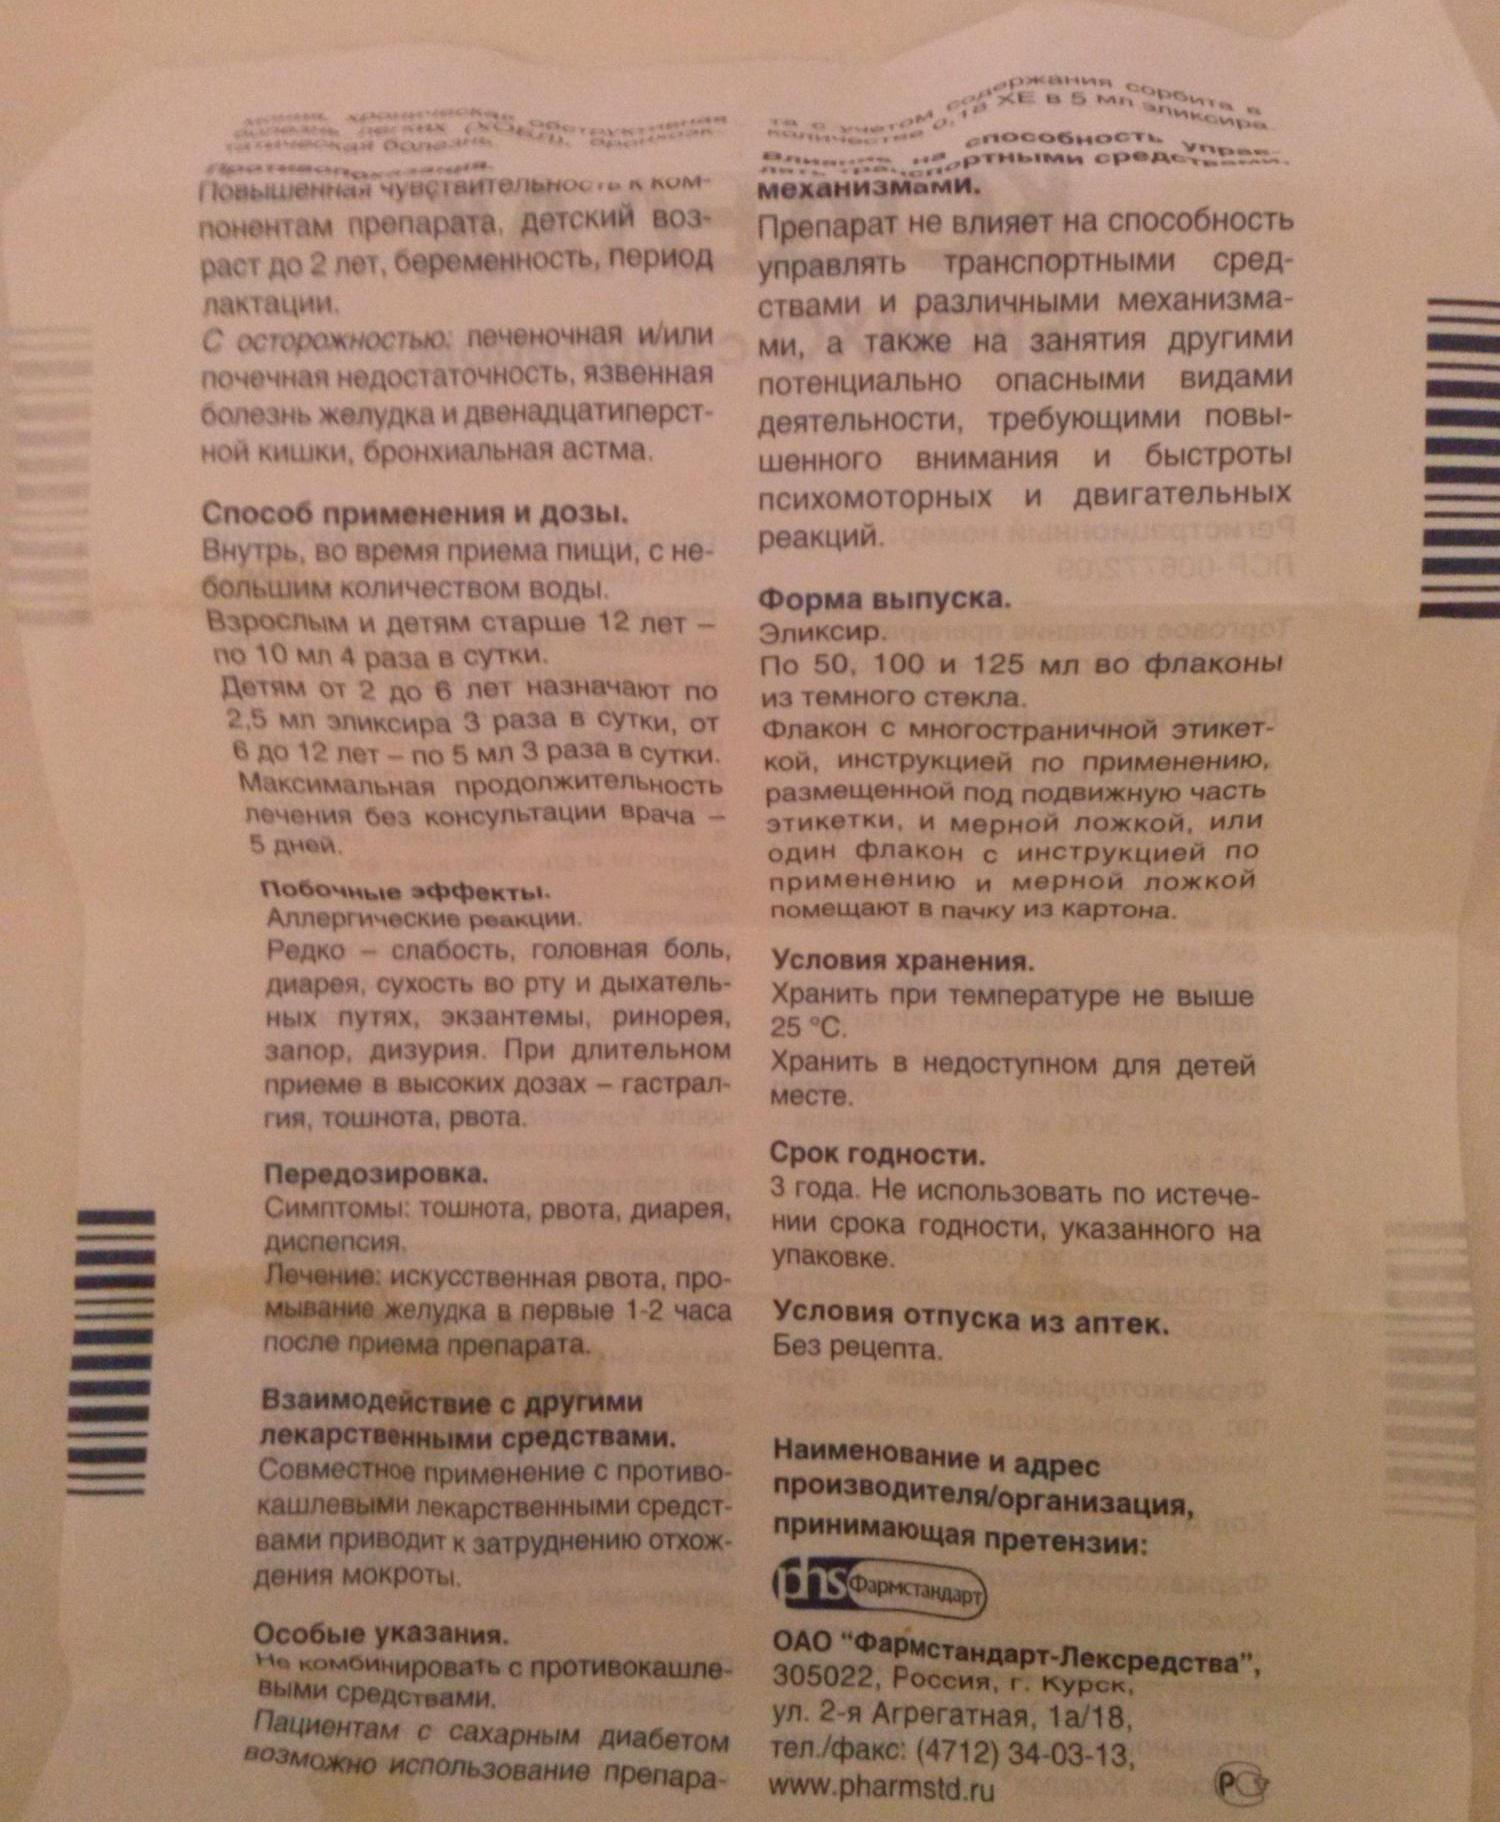 мония, хроническая обструктивная
болезнь легких (ХОБЛ), бронхоэк-
татическая болезнь.
Противопоказания.
Повышенная чувствительность к ком-
понентам препарата, детский воз-
раст до 2 лет, беременность, период
лактации.
С осторожностью: печеночная и/или
почечная недостаточность, язвенная
болезнь желудка и двенадцатиперст-
ной кишки, бронхиальная астма.
Способ применения и дозы.
Внутрь, во время приема пищи, с не-
большим количеством воды.
Взрослым и детям старше 12 лет –
по 10 мл 4 раза в сутки.
Детям от 2 до 6 лет назначают по
2,5 мл эликсира 3 раза в сутки, от
6 до 12 лет – по 5 мл 3 раза в сутки.
Максимальная продолжительность
лечения без консультации врача –
5 дней.
Побочные эффекты.
Аллергические реакции.
Редко – слабость, головная боль,
диарея, сухость во рту и дыхатель-
ных путях, экзантемы, ринорея,
запор, дизурия. При длительном
приеме в высоких дозах – гастрал-
гия, тошнота, рвота.
Передозировка.
Симптомы: тошнота, рвота, диарея,
диспепсия.
Лечение: искусственная рвота, про-
мывание желудка в первые 1-2 часа
после приема препарата.
Взаимодействие с другими
лекарственными средствами.
Совместное применение с противо-
кашлевыми лекарственными средст-
вами приводит к затруднению отхож-
дения мокроты.
Особые указания.
Не комбинировать с противокашле-
выми средствами.
Пациентам с сахарным диабетом
возможно использование препара-
та с учетом содержания сорбита в
количестве 0,18 ХЕ в 5 мл эликсира.
Влияние на способность управ-
лять транспортными средствами,
механизмами.
Препарат не влияет на способность
управлять транспортными сред-
ствами и различными механизма-
ми, а также на занятия другими
потенциально опасными видами
деятельности, требующими повы-
шенного внимания и быстроты
психомоторных и двигательных
реакций.
Форма выпуска.
Эликсир.
По 50, 100 и 125 мл во флаконы
из темного стекла.
Флакон с многостраничной этикет-
кой, инструкцией по применению,
размещенной под подвижную часть
этикетки, и мерной ложкой, или
один флакон с инструкцией по
применению и мерной ложкой
помещают в пачку из картона.
Условия хранения.
Хранить при температуре не выше
25 °С.
Хранить в недоступном для детей
месте.
Срок годности.
3 года. Не использовать по истече-
нии срока годности, указанного на
упаковке.
Условия отпуска из аптек.
Без рецепта.
Наименование и адрес
производителя/организация,
принимающая претензии:
phs Фармстандарт
ОАО "Фармстандарт-Лексредства",
305022, Россия, г. Курск,
ул. 2-я Агрегатная, 1а/18,
тел./факс: (4712) 34-03-13,
www.pharmstd.ru